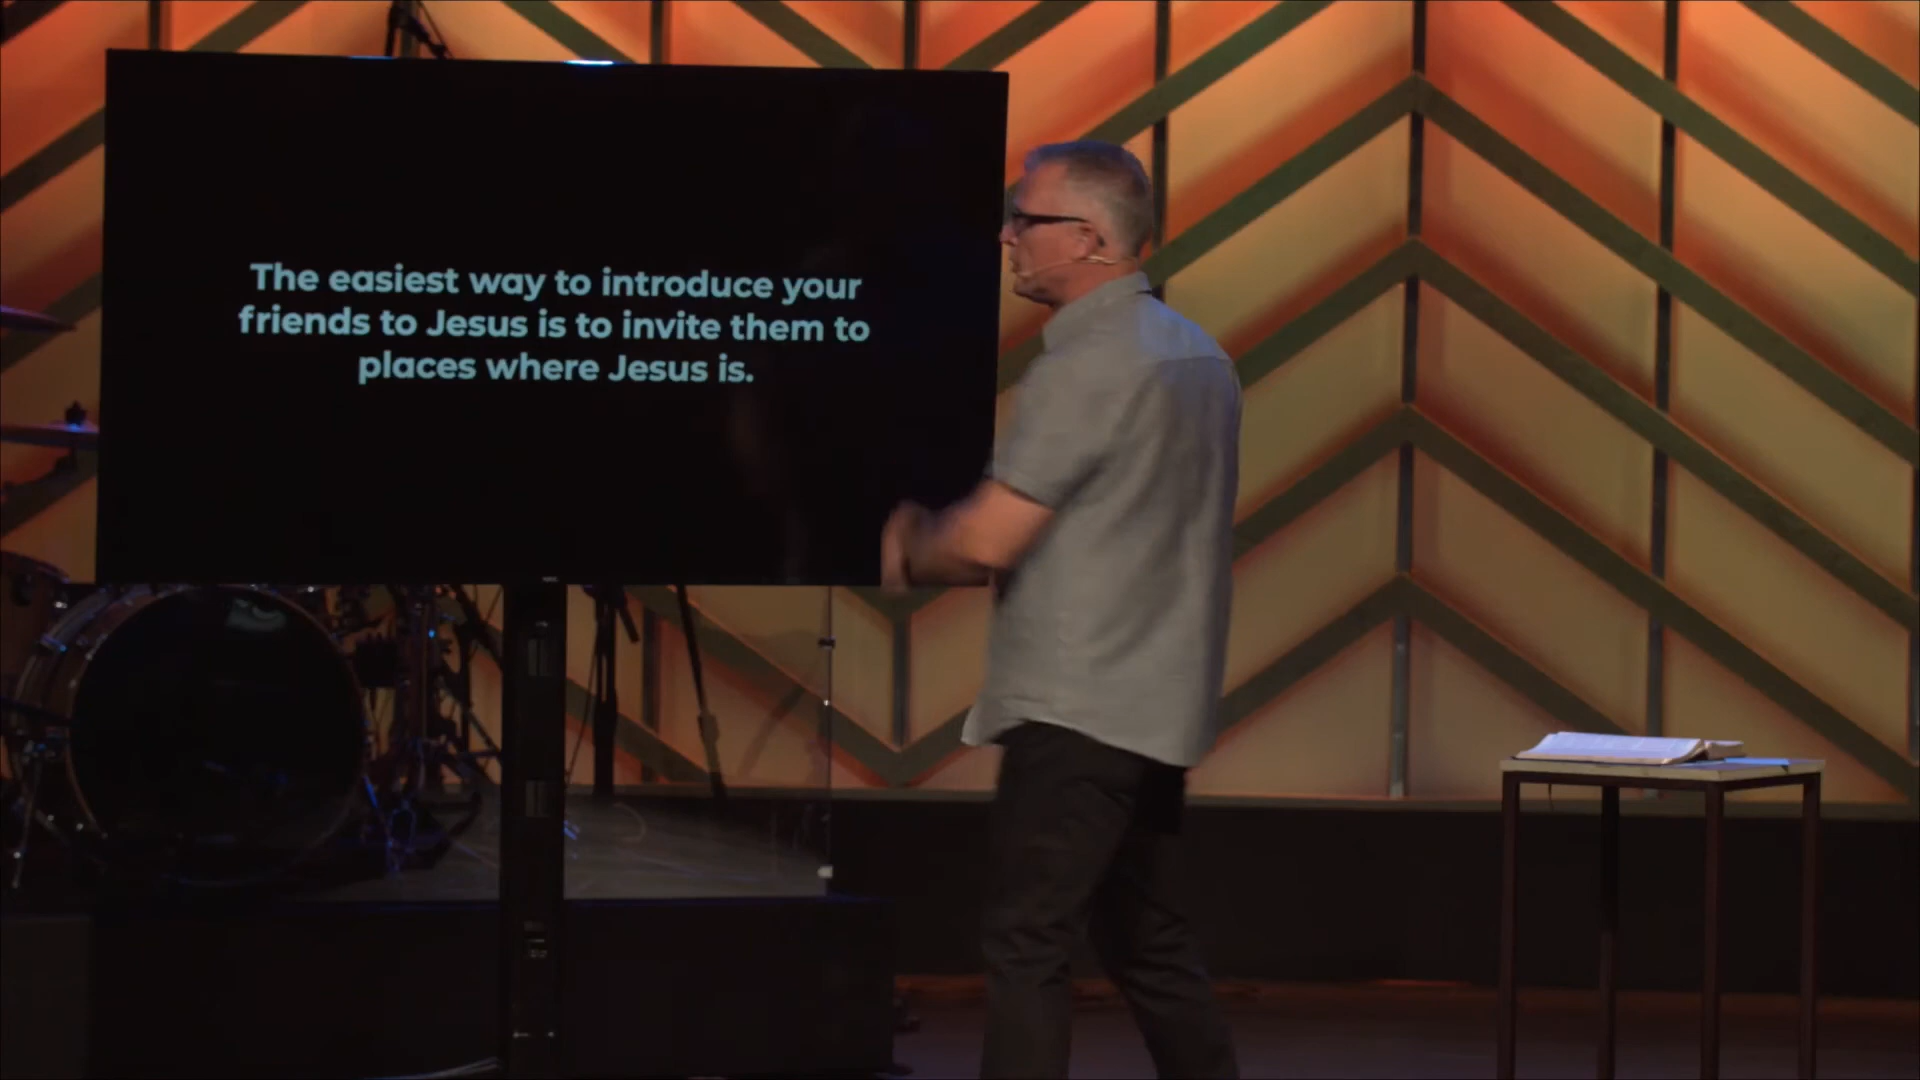 The easiest way to introduce your
friends to Jesus is to invite them to
places where Jesus is.